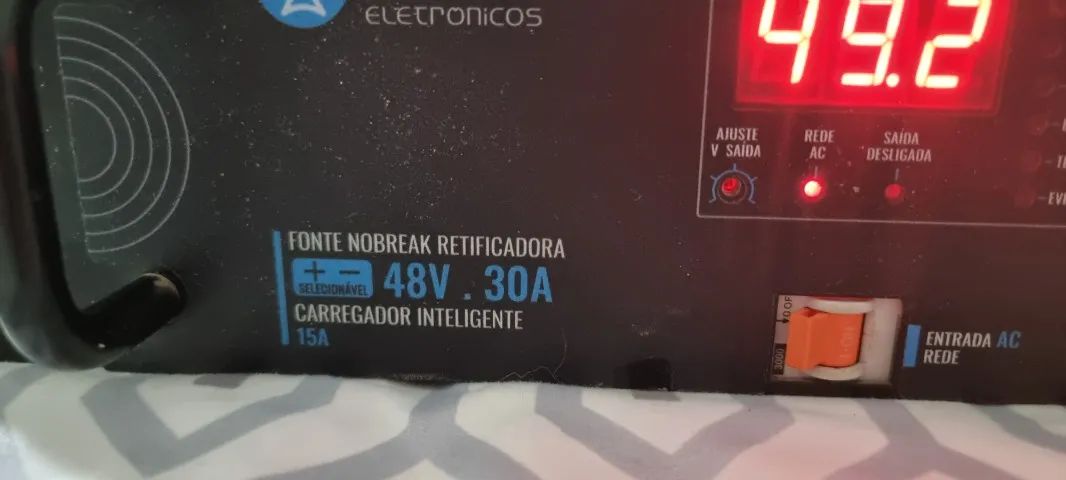 ELETRÔNICOS
49.2
AJUSTE
V SAÍDA
REDE
AC
SAÍDA
DESLIGADA
FONTE NOBREAK RETIFICADORA
+ −
SELECIONÁVEL
48V . 30A
CARREGADOR INTELIGENTE
15A
ENTRADA AC
REDE